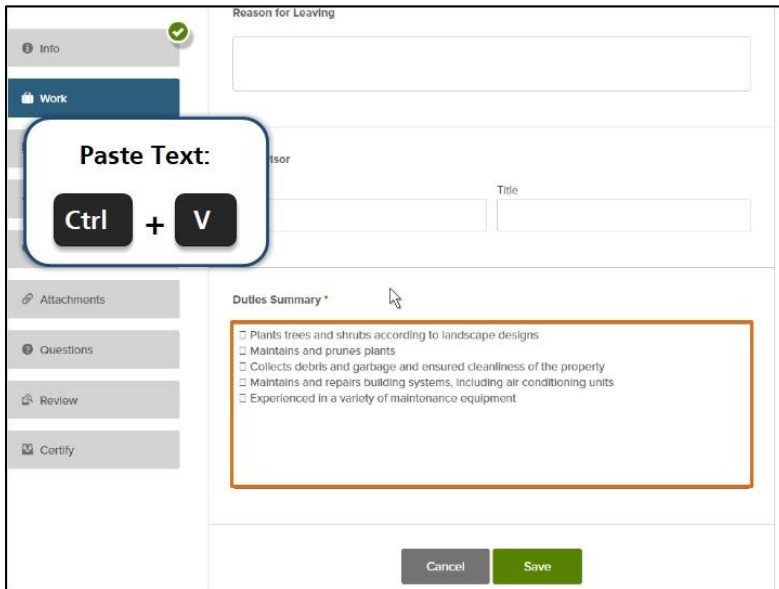 Reason for Leaving
Info
Work
Paste Text:
Ctrl + V
Title
Attachments
Duties Summary *
Questions
Review
Certify
□ Plants trees and shrubs according to landscape designs
□ Maintains and prunes plants
□ Collects debris and garbage and ensured cleanliness of the property
□ Maintains and repairs building systems, including air conditioning units
□ Experienced in a variety of maintenance equipment
Cancel
Save